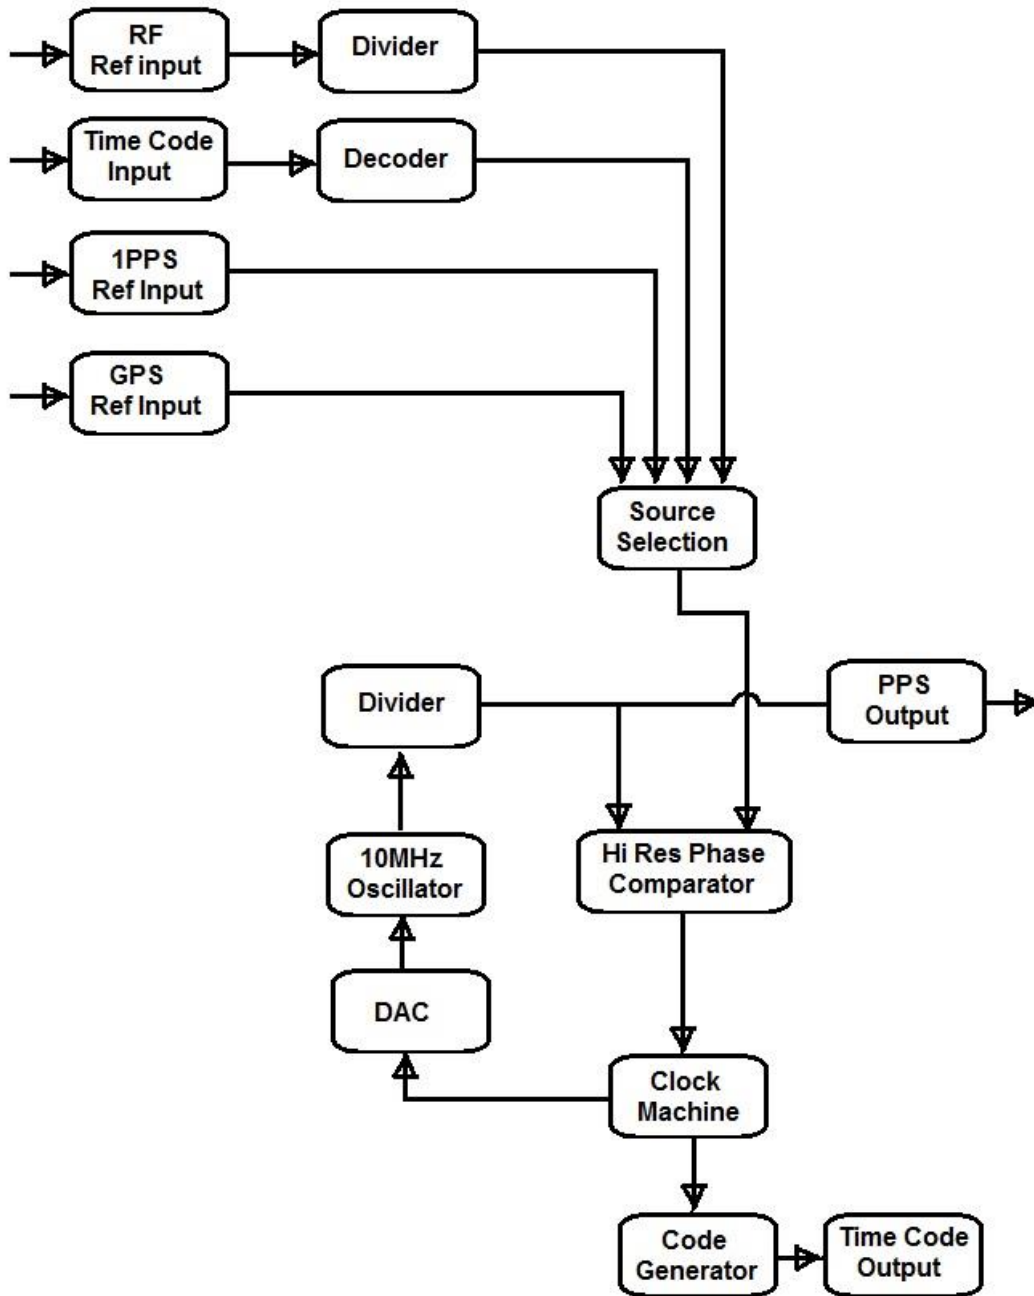 RF
Ref input
Divider
Time Code
Input
Decoder
1PPS
Ref Input
GPS
Ref Input
Source
Selection
Divider
PPS
Output
10MHz
Oscillator
Hi Res Phase
Comparator
DAC
Clock
Machine
Code
Generator
Time Code
Output